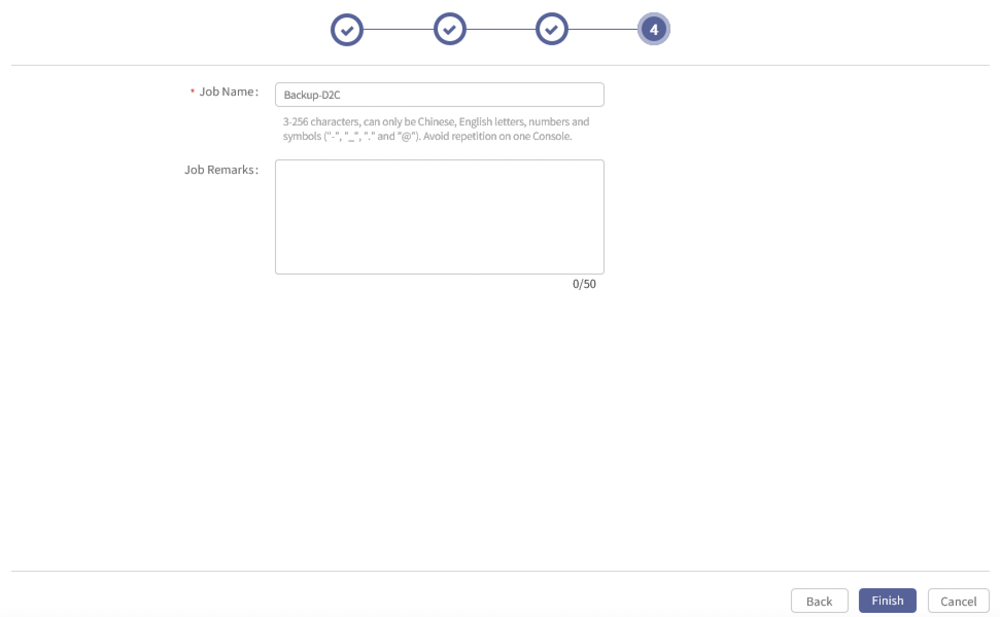 4
* Job Name:
Backup-D2C
3-256 characters, can only be Chinese, English letters, numbers and
symbols ("-", "_", "." and "@"). Avoid repetition on one Console.
Job Remarks:
0/50
Back
Finish
Cancel